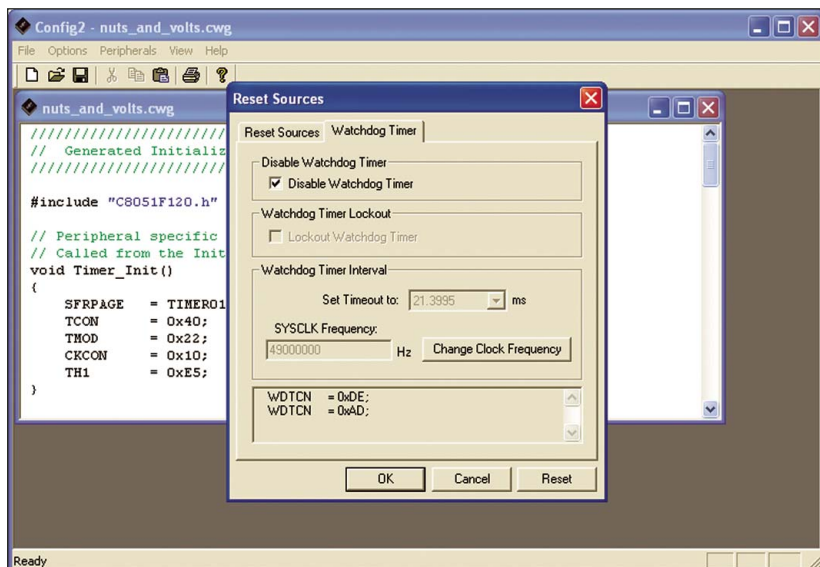 Config2 - nuts_and_volts.cwg
File Options Peripherals View Help
nuts_and_volts.cwg
///////////////////////
// Generated Initializ
///////////////////////
#include "C8051F120.h"
// Peripheral specific
// Called from the Init
void Timer_Init()
{
SFRPAGE = TIMER01
TCON = 0x40;
TMOD = 0x22;
CKCON = 0x10;
TH1 = 0xE5;
}
Reset Sources
Reset Sources Watchdog Timer
Disable Watchdog Timer
Disable Watchdog Timer
Watchdog Timer Lockout
Lockout Watchdog Timer
Watchdog Timer Interval
Set Timeout to: 21.3995 ms
SYSCLK Frequency:
49000000 Hz Change Clock Frequency
WDTCN = 0xDE;
WDTCN = 0xAD;
OK Cancel Reset
Ready